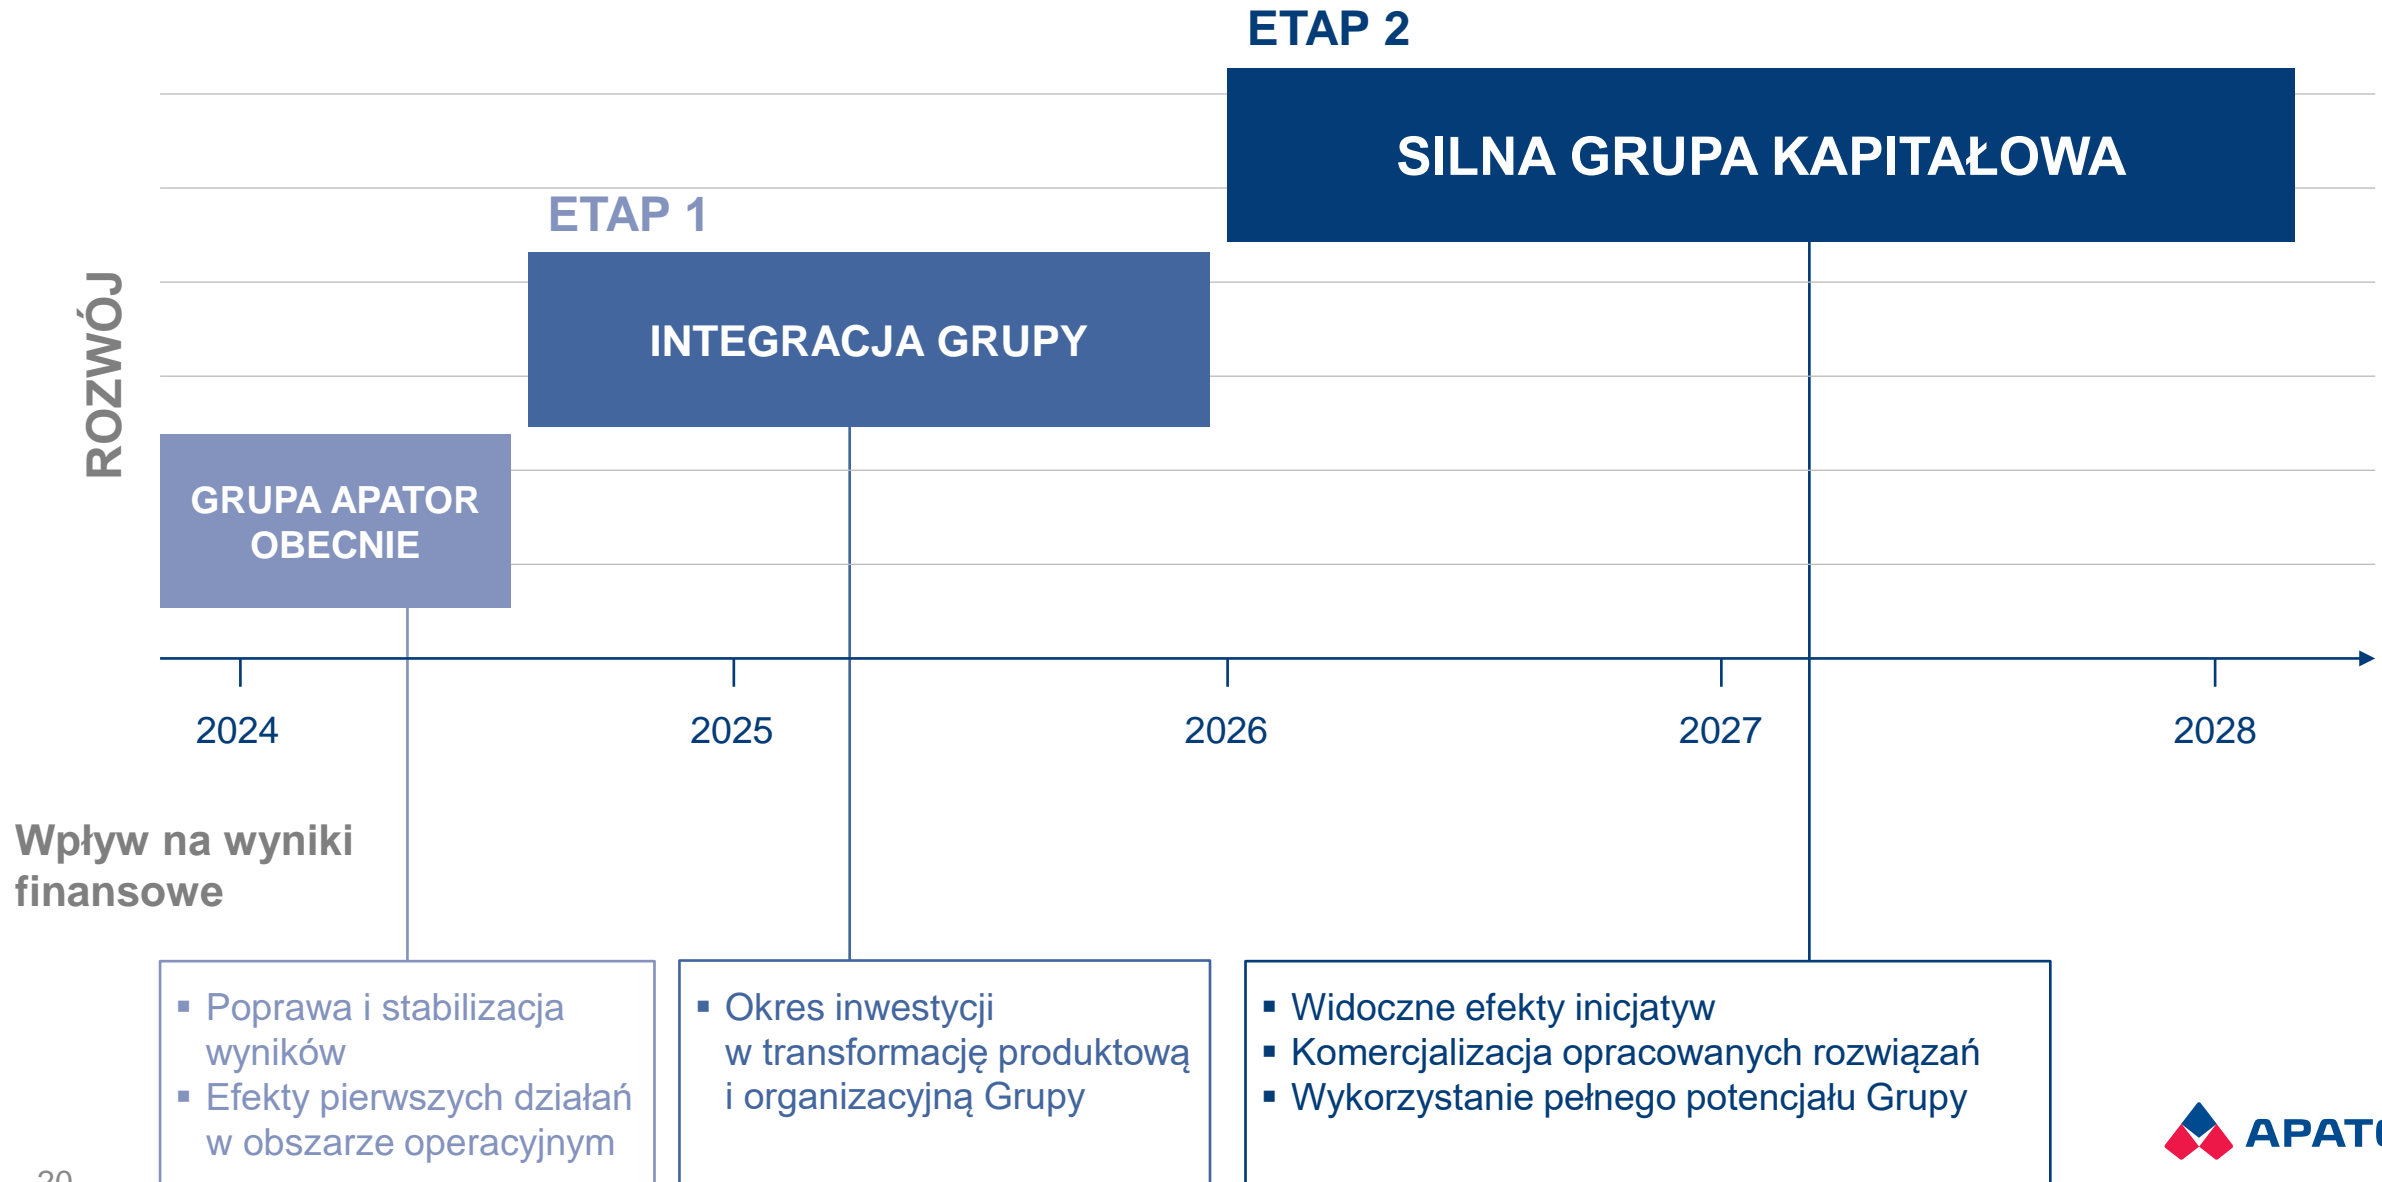 ETAP 2
SILNA GRUPA KAPITAŁOWA
ETAP 1
INTEGRACJA GRUPY
ROZWÓJ
GRUPA APATOR
OBECNIE
2024
2025
2026
2027
2028
Wpływ na wyniki
finansowe
▪ Poprawa i stabilizacja
wyników
▪ Efekty pierwszych działań
w obszarze operacyjnym
▪ Okres inwestycji
w transformację produktową
i organizacyjną Grupy
▪ Widoczne efekty inicjatyw
▪ Komercjalizacja opracowanych rozwiązań
▪ Wykorzystanie pełnego potencjału Grupy
APATO
20